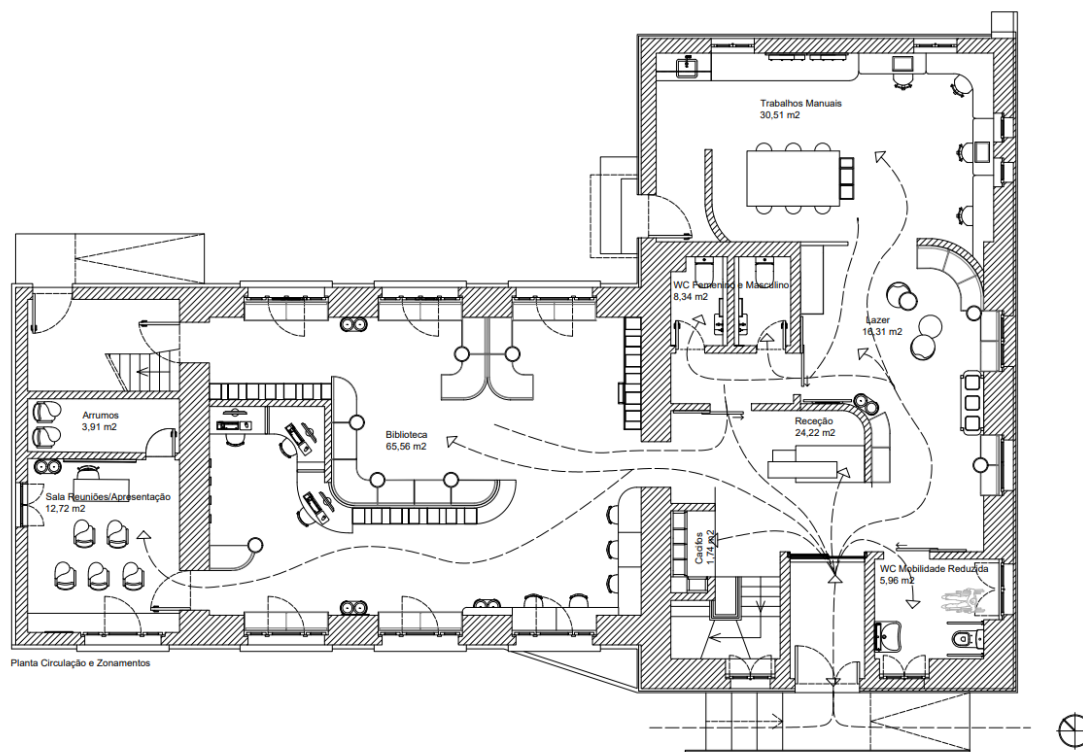 Trabalhos Manuais
30,51 m2
WC Femenino e Masculino
8,34 m2
Lazer
16,31 m2
Arrumos
3,91 m2
Biblioteca
65,56 m2
Receção
24,22 m2
Sala Reuniões/Apresentação
12,72 m2
Cacifos
1,74 m2
WC Mobilidade Reduzida
5,96 m2
Planta Circulação e Zonamentos